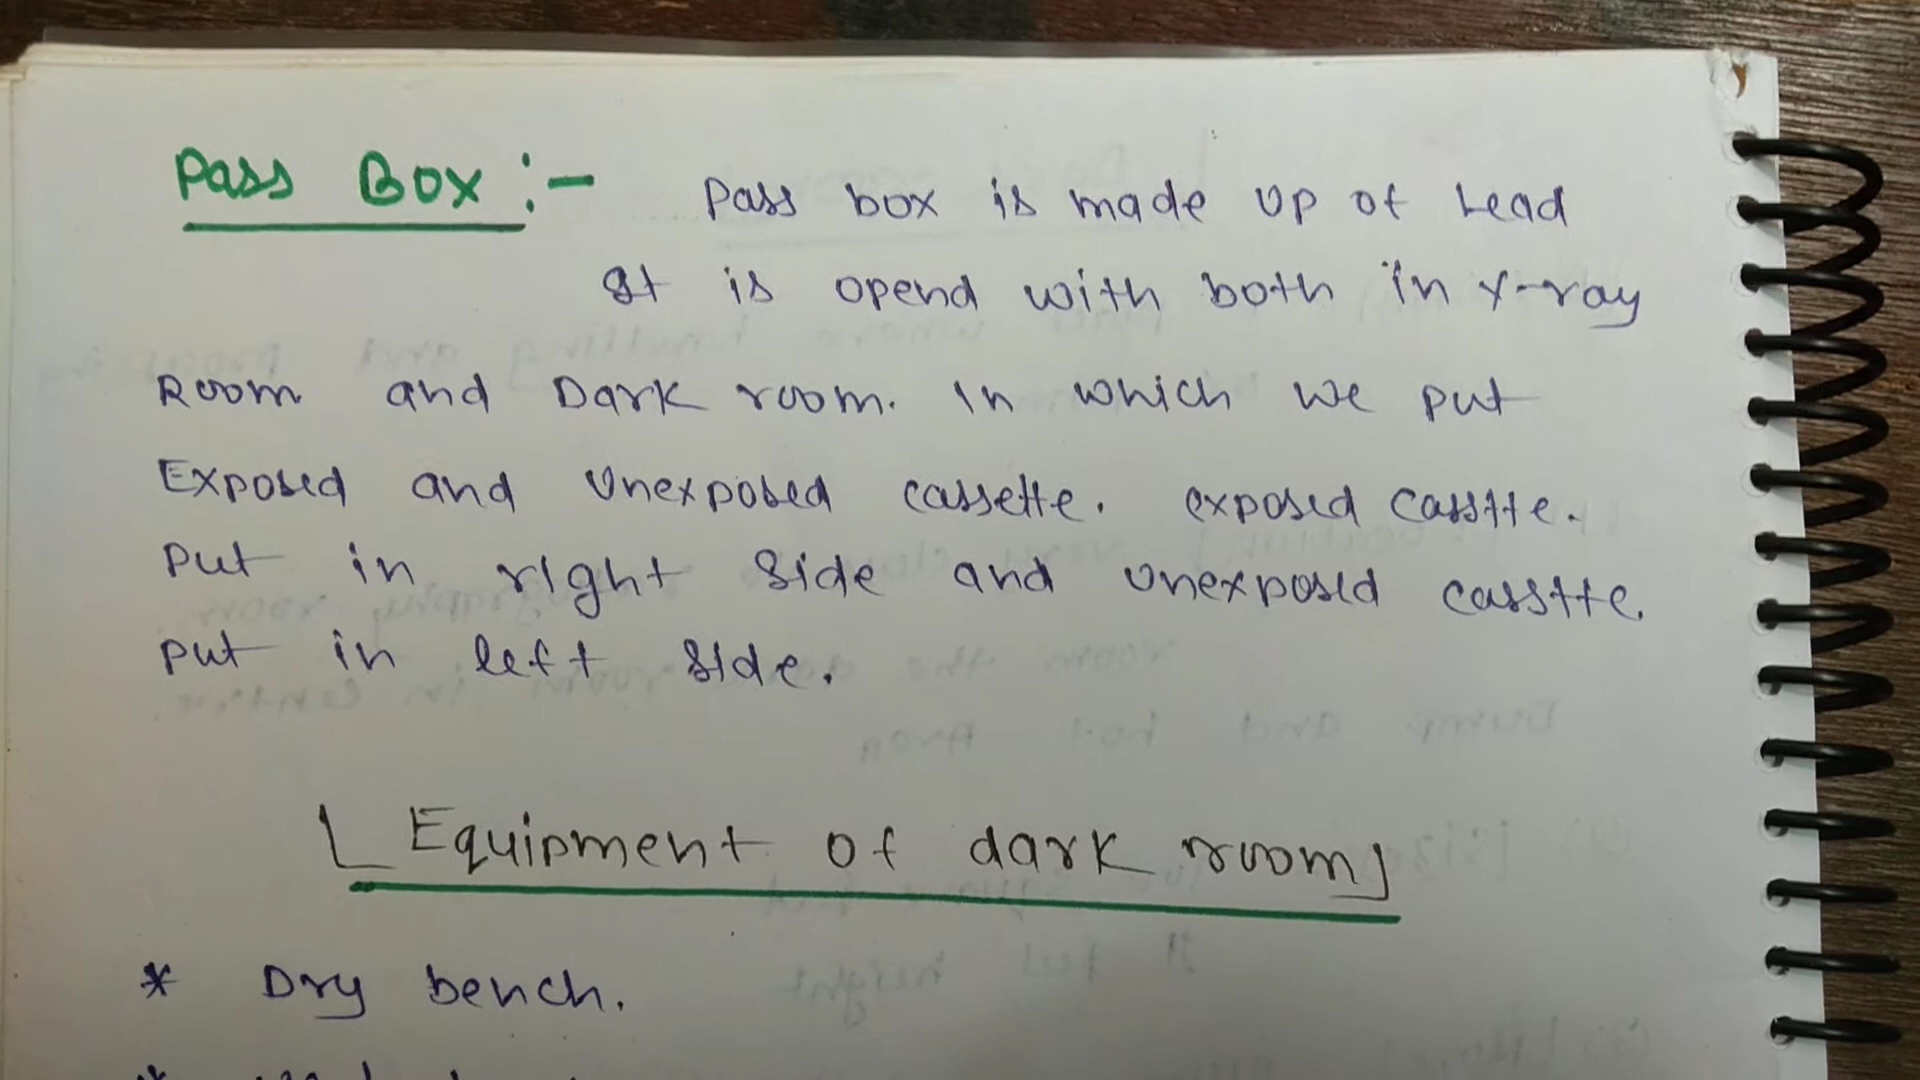 Pass Box :- Pass box is made up of Lead
It is opend with both in X-ray
Room and Dark room. In which we put
Exposed and Unexposed cassette. exposed casstte.
Put in right side and unexposed casstte.
put in left side.
[Equipment of dark room]
* Dry bench.
*